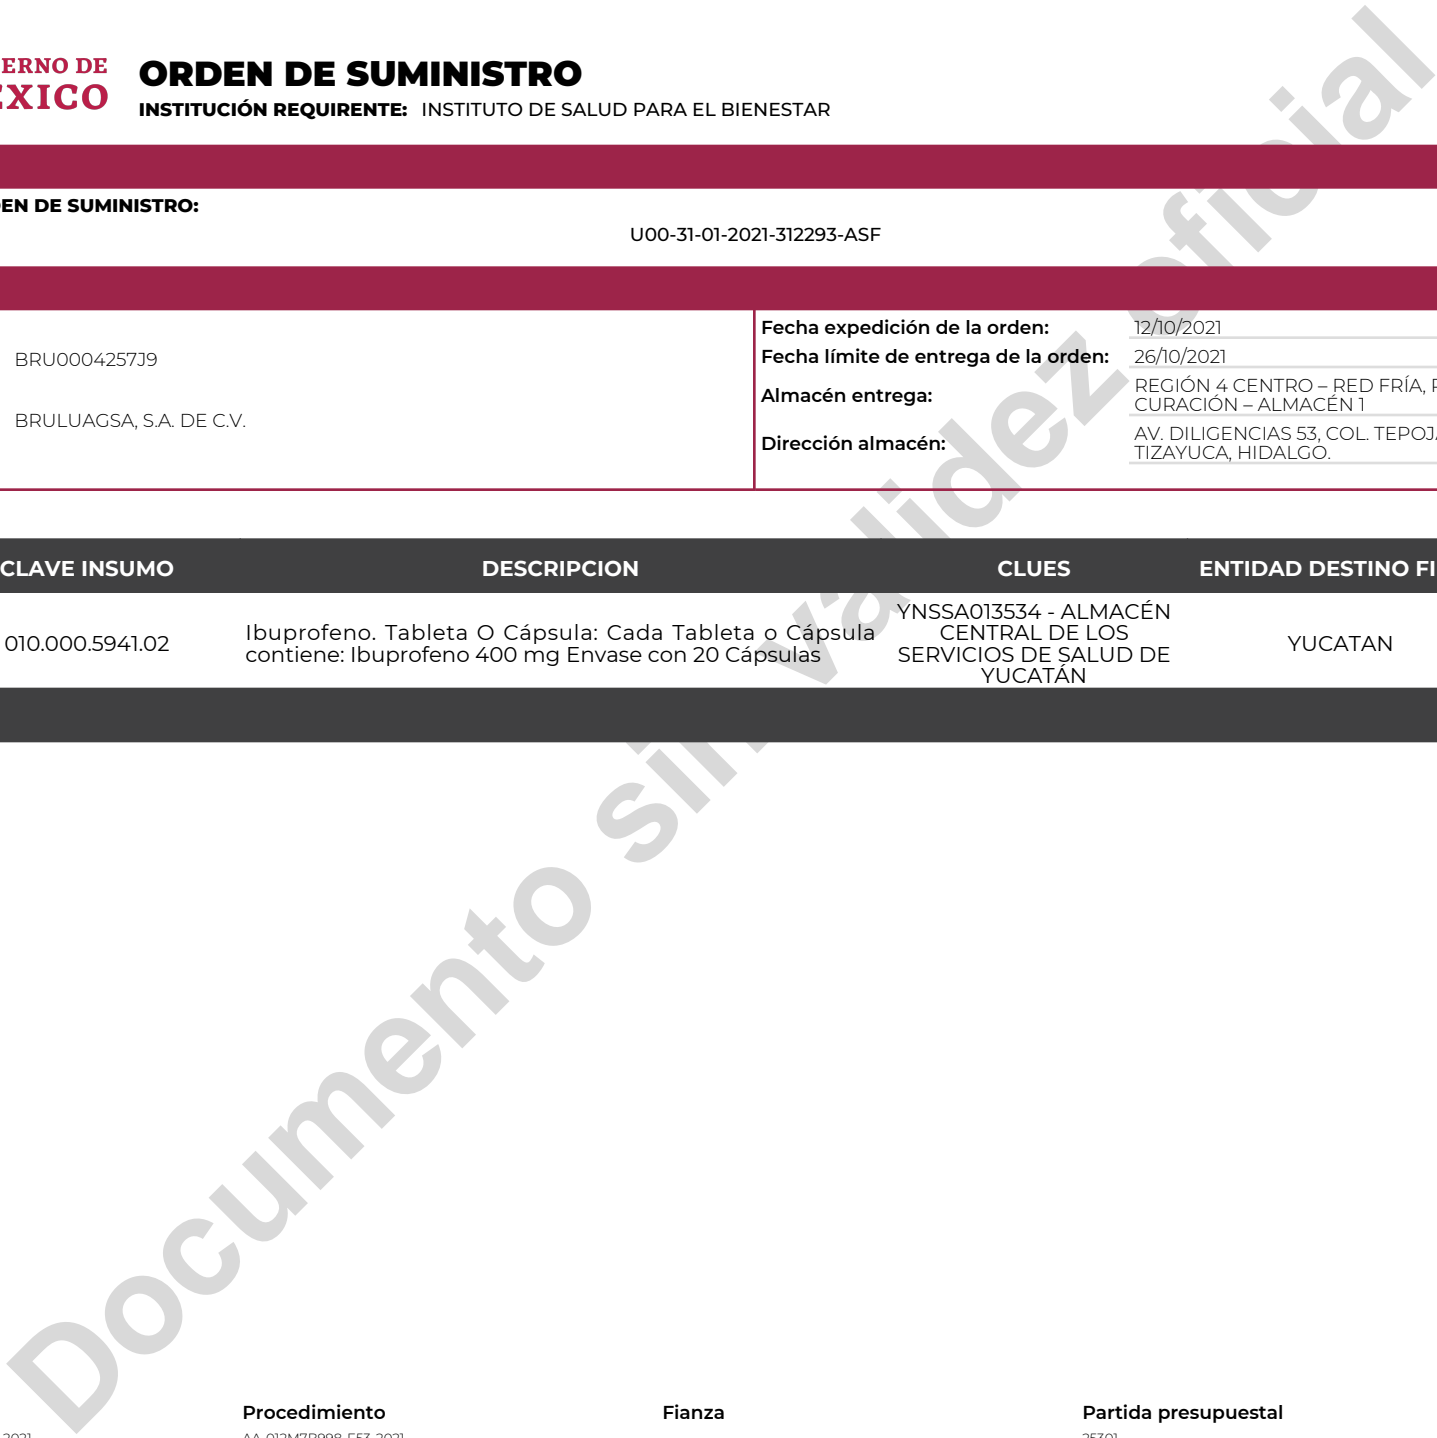 ERNO DE
ORDEN DE SUMINISTRO
EXICO
INSTITUCIÓN REQUIRENTE: INSTITUTO DE SALUD PARA EL BIENESTAR
EN DE SUMINISTRO:
U00-31-01-2021-312293-ASF
BRU0004257J9
BRULUAGSA, S.A. DE C.V.
Fecha expedición de la orden: 12/10/2021
Fecha límite de entrega de la orden: 26/10/2021
Almacén entrega: REGIÓN 4 CENTRO – RED FRÍA,
CURACIÓN – ALMACÉN 1
Dirección almacén: AV. DILIGENCIAS 53, COL. TEPOJ
TIZAYUCA, HIDALGO.
CLAVE INSUMO DESCRIPCION CLUES ENTIDAD DESTINO FI
010.000.5941.02
Ibuprofeno. Tableta O Cápsula: Cada Tableta o Cápsula
contiene: Ibuprofeno 400 mg Envase con 20 Cápsulas
YNSSA013534 - ALMACÉN
CENTRAL DE LOS
SERVICIOS DE SALUD DE
YUCATÁN
YUCATAN
Documento sin validez oficial
Procedimiento Fianza Partida presupuestal